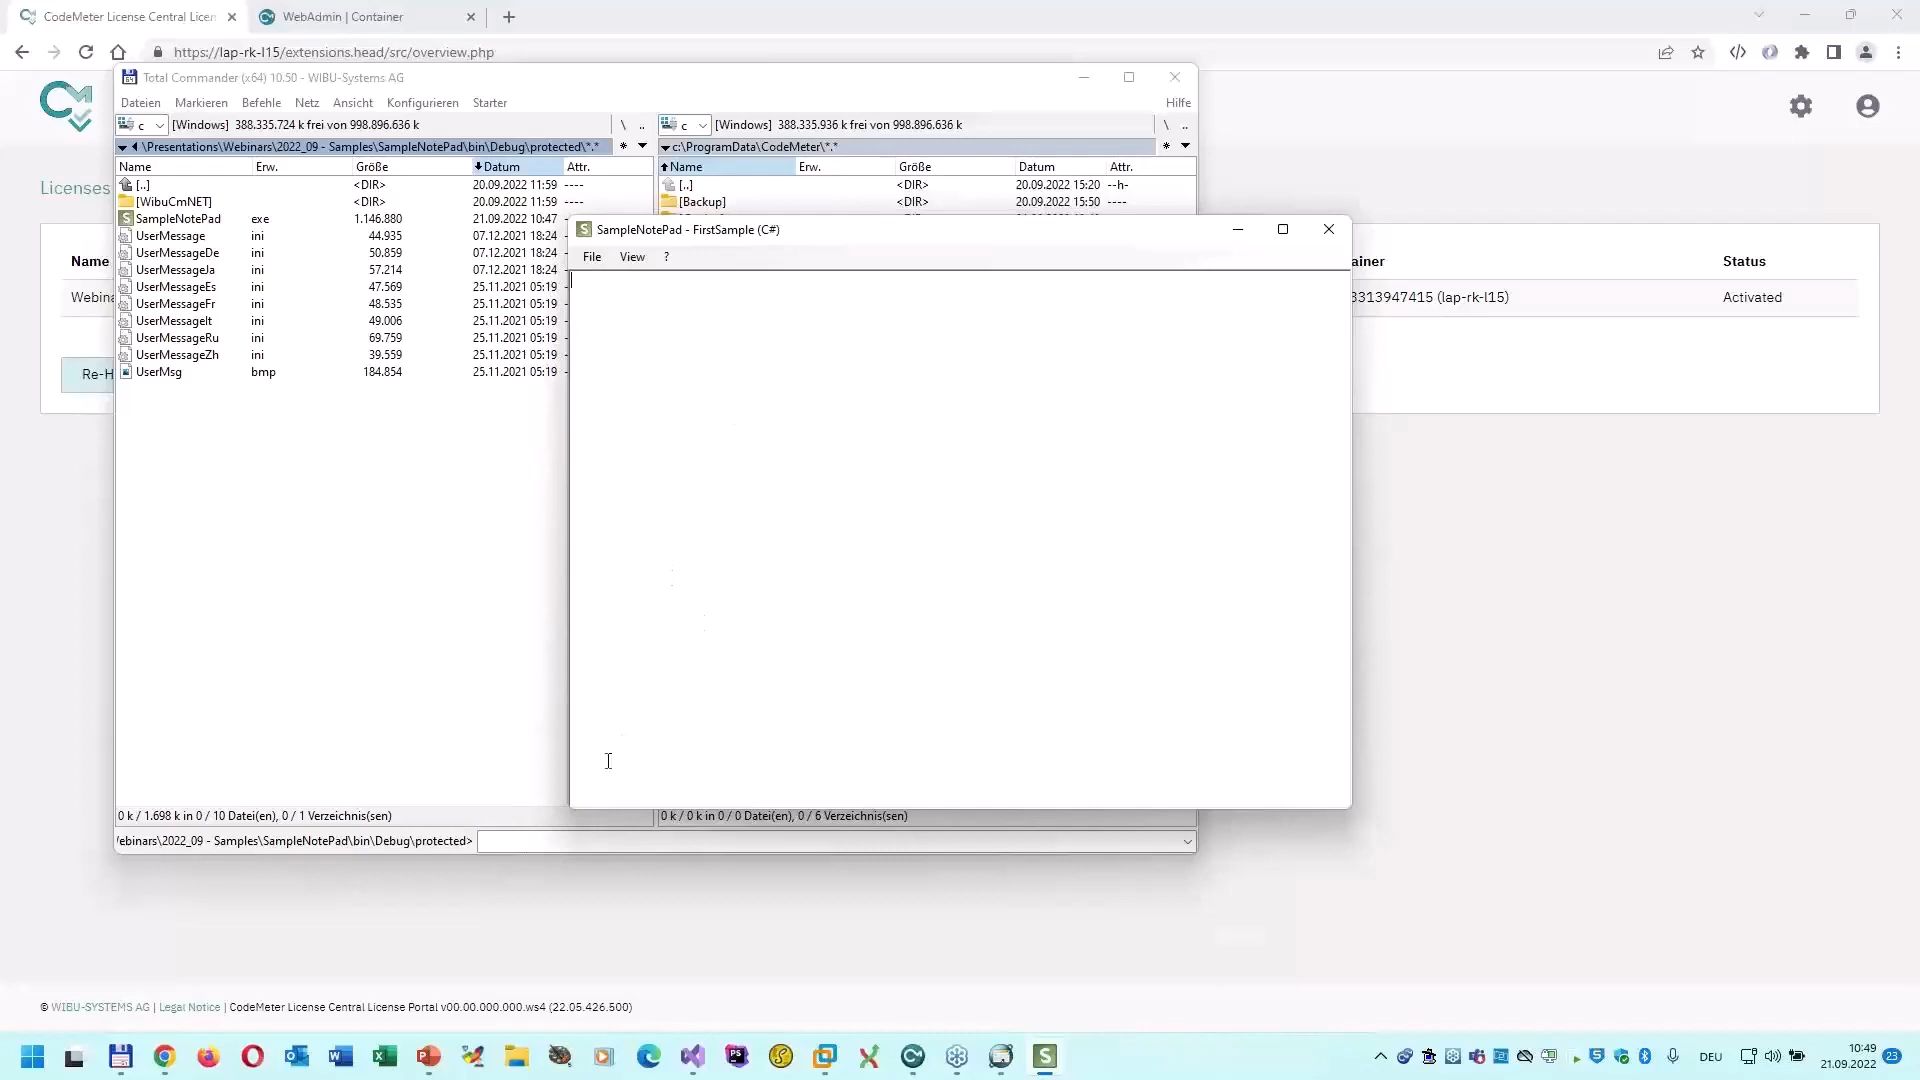 CodeMeter License Central Licen
WebAdmin | Container
https://lap-rk-l15/extensions.head/src/overview.php
Total Commander (x64) 10.50 - WIBU-Systems AG
Dateien Markieren Befehle Netz Ansicht Konfigurieren Starter Hilfe
c [Windows] 388.335.724 k frei von 998.896.636 k \ ..
c [Windows] 388.335.936 k frei von 998.896.636 k \ ..
\Presentations\Webinars\2022_09 - Samples\SampleNotePad\bin\Debug\protected\*.* *
c:\ProgramData\CodeMeter\*.* *
Name Erw. Größe Datum Attr.
Name Erw. Größe Datum Attr.
[..] <DIR> 20.09.2022 11:59 ----
[..] <DIR> 20.09.2022 15:20 --h-
[WibuCmNET] <DIR> 20.09.2022 11:59 ----
[Backup] <DIR> 20.09.2022 15:50 ----
SampleNotePad exe 1.146.880 21.09.2022 10:47 -
UserMessage ini 44.935 07.12.2021 18:24 -
UserMessageDe ini 50.859 07.12.2021 18:24 -
UserMessageJa ini 57.214 07.12.2021 18:24 -
UserMessageEs ini 47.569 25.11.2021 05:19 -
UserMessageFr ini 48.535 25.11.2021 05:19 -
UserMessageIt ini 49.006 25.11.2021 05:19 -
UserMessageRu ini 69.759 25.11.2021 05:19 -
UserMessageZh ini 39.559 25.11.2021 05:19 -
UserMsg bmp 184.854 25.11.2021 05:19 -
SampleNotePad - FirstSample (C#)
File View ?
Licenses
Name ainer Status
Webina 3313947415 (lap-rk-l15) Activated
Re-H
0 k / 1.698 k in 0 / 10 Datei(en), 0 / 1 Verzeichnis(sen)
0 k / 0 k in 0 / 0 Datei(en), 0 / 6 Verzeichnis(sen)
ebinars\2022_09 - Samples\SampleNotePad\bin\Debug\protected>
© WIBU-SYSTEMS AG | Legal Notice | CodeMeter License Central License Portal v00.00.000.000.ws4 (22.05.426.500)
DEU
10:49
21.09.2022
23